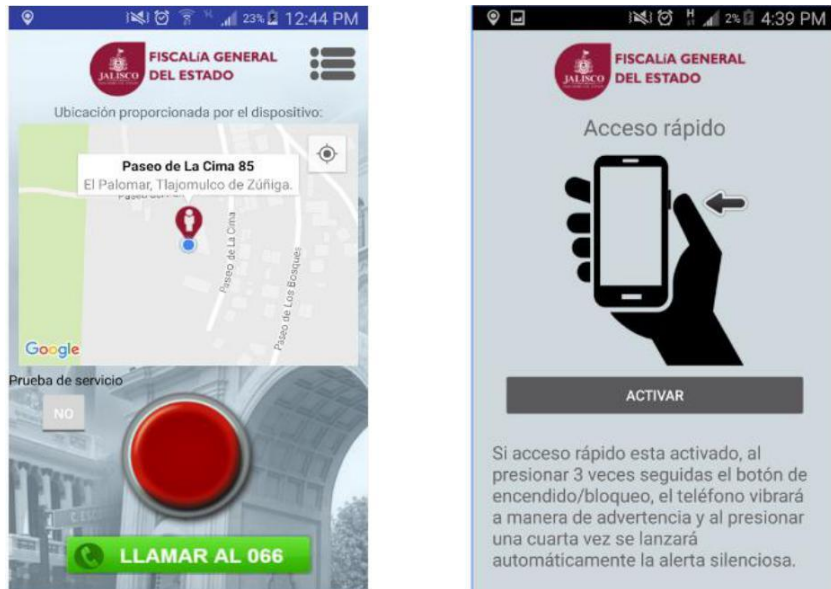 23% 12:44 PM
JALISCO
FISCALÍA GENERAL
DEL ESTADO
Ubicación proporcionada por el dispositivo:
Paseo de La Cima 85
El Palomar, Tlajomulco de Zúñiga.
Paseo de La Cima
Paseo de Los Bosques
Google
Prueba de servicio
NO
LLAMAR AL 066
H 2% 4:39 PM
JALISCO
FISCALÍA GENERAL
DEL ESTADO
Acceso rápido
ACTIVAR
Si acceso rápido esta activado, al
presionar 3 veces seguidas el botón de
encendido/bloqueo, el teléfono vibrará
a manera de advertencia y al presionar
una cuarta vez se lanzará
automáticamente la alerta silenciosa.